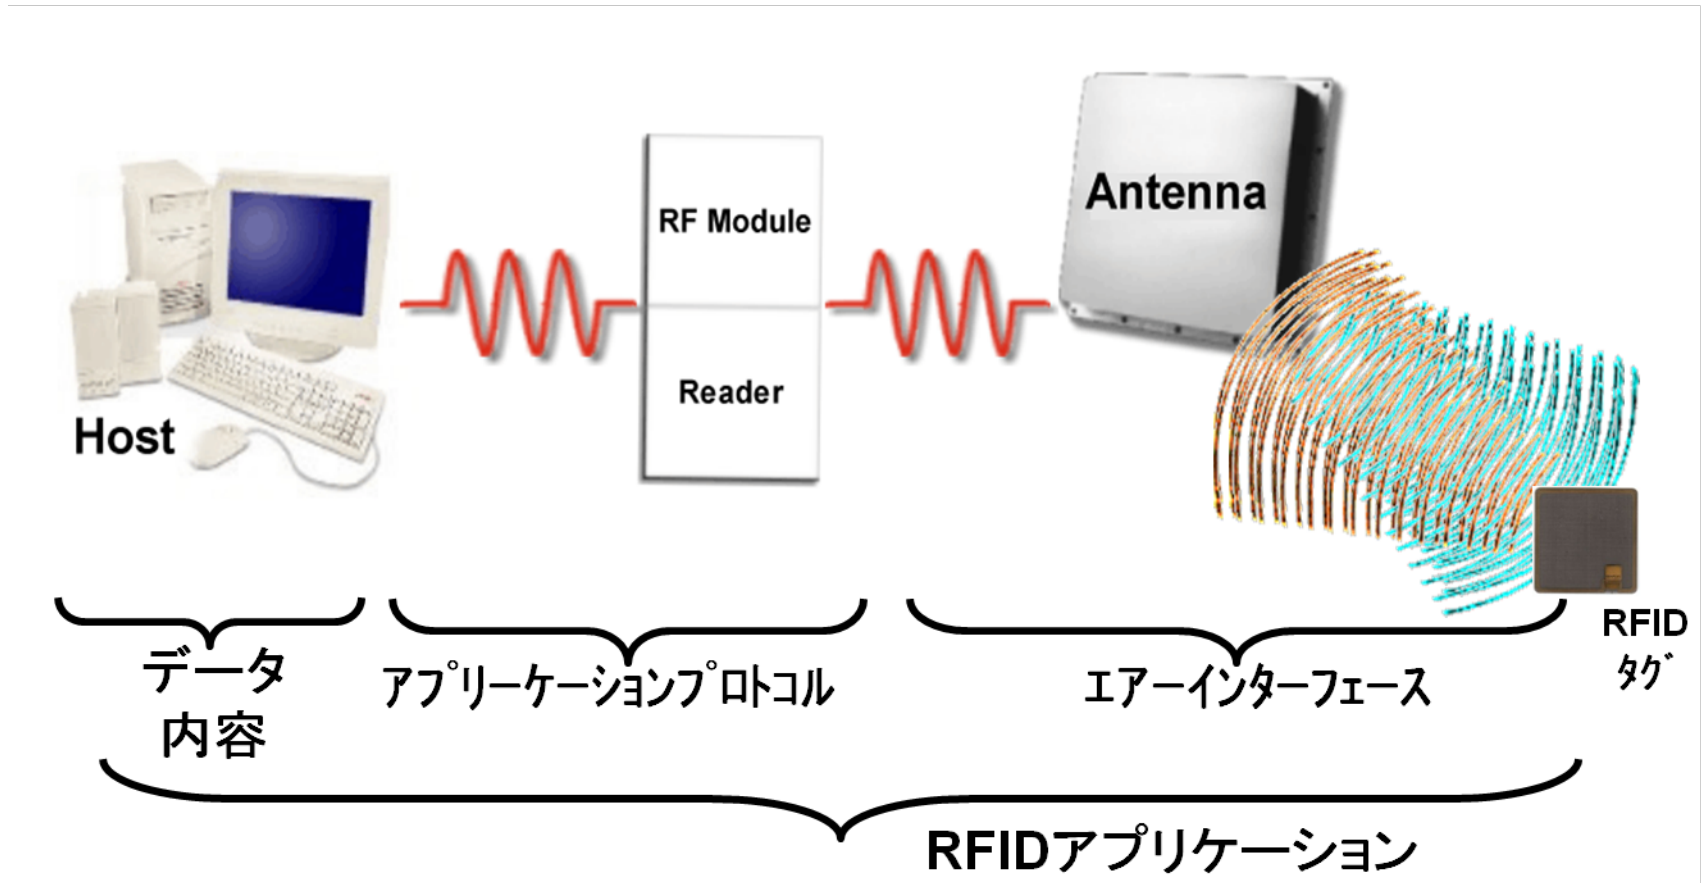 Antenna
RF Module
Reader
Host
RFID
タグ
データ
内容
アプリーケーションプロトコル
エアーインターフェース
RFIDアプリケーション